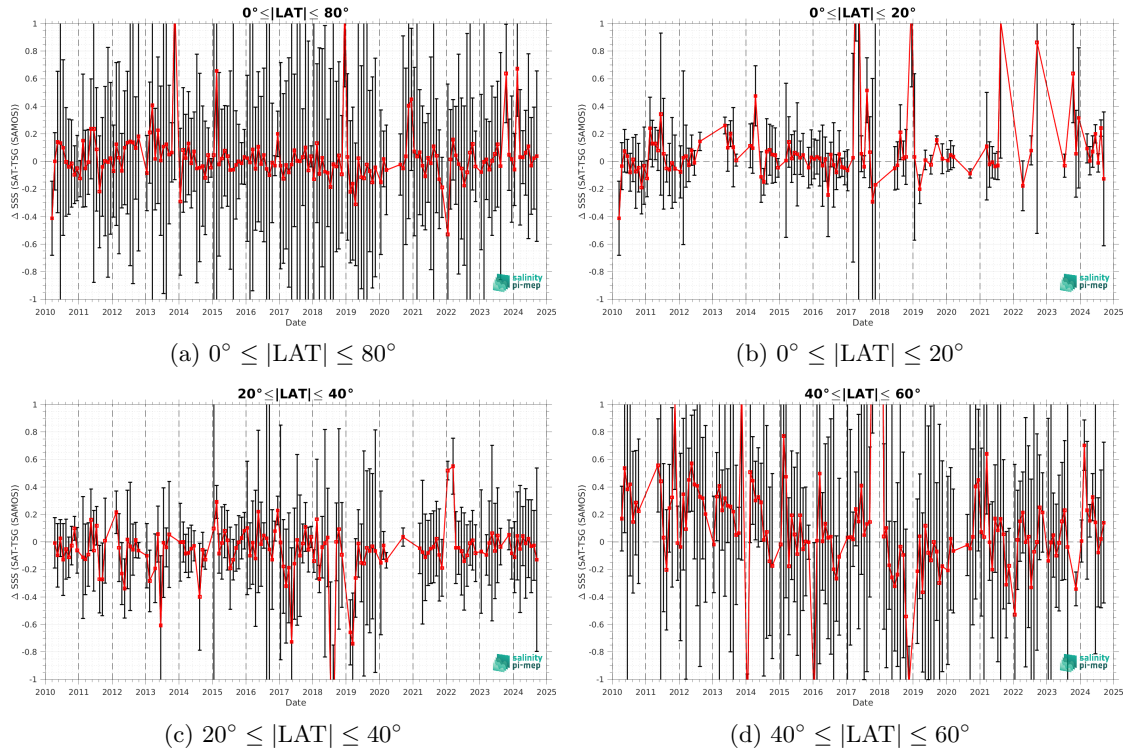 0°≤|LAT|≤ 80°
Δ SSS (SAT-TSG (SAMOS))
1
0.8
0.6
0.4
0.2
0
-0.2
-0.4
-0.6
-0.8
-1
2010 2011 2012 2013 2014 2015 2016 2017 2018 2019 2020 2021 2022 2023 2024 2025
Date
salinity
pi-mep
(a) 0° ≤ |LAT| ≤ 80°
0°≤|LAT|≤ 20°
Δ SSS (SAT-TSG (SAMOS))
1
0.8
0.6
0.4
0.2
0
-0.2
-0.4
-0.6
-0.8
-1
2010 2011 2012 2013 2014 2015 2016 2017 2018 2019 2020 2021 2022 2023 2024 2025
Date
salinity
pi-mep
(b) 0° ≤ |LAT| ≤ 20°
20°≤|LAT|≤ 40°
Δ SSS (SAT-TSG (SAMOS))
1
0.8
0.6
0.4
0.2
0
-0.2
-0.4
-0.6
-0.8
-1
2010 2011 2012 2013 2014 2015 2016 2017 2018 2019 2020 2021 2022 2023 2024 2025
Date
salinity
pi-mep
(c) 20° ≤ |LAT| ≤ 40°
40°≤|LAT|≤ 60°
Δ SSS (SAT-TSG (SAMOS))
1
0.8
0.6
0.4
0.2
0
-0.2
-0.4
-0.6
-0.8
-1
2010 2011 2012 2013 2014 2015 2016 2017 2018 2019 2020 2021 2022 2023 2024 2025
Date
salinity
pi-mep
(d) 40° ≤ |LAT| ≤ 60°